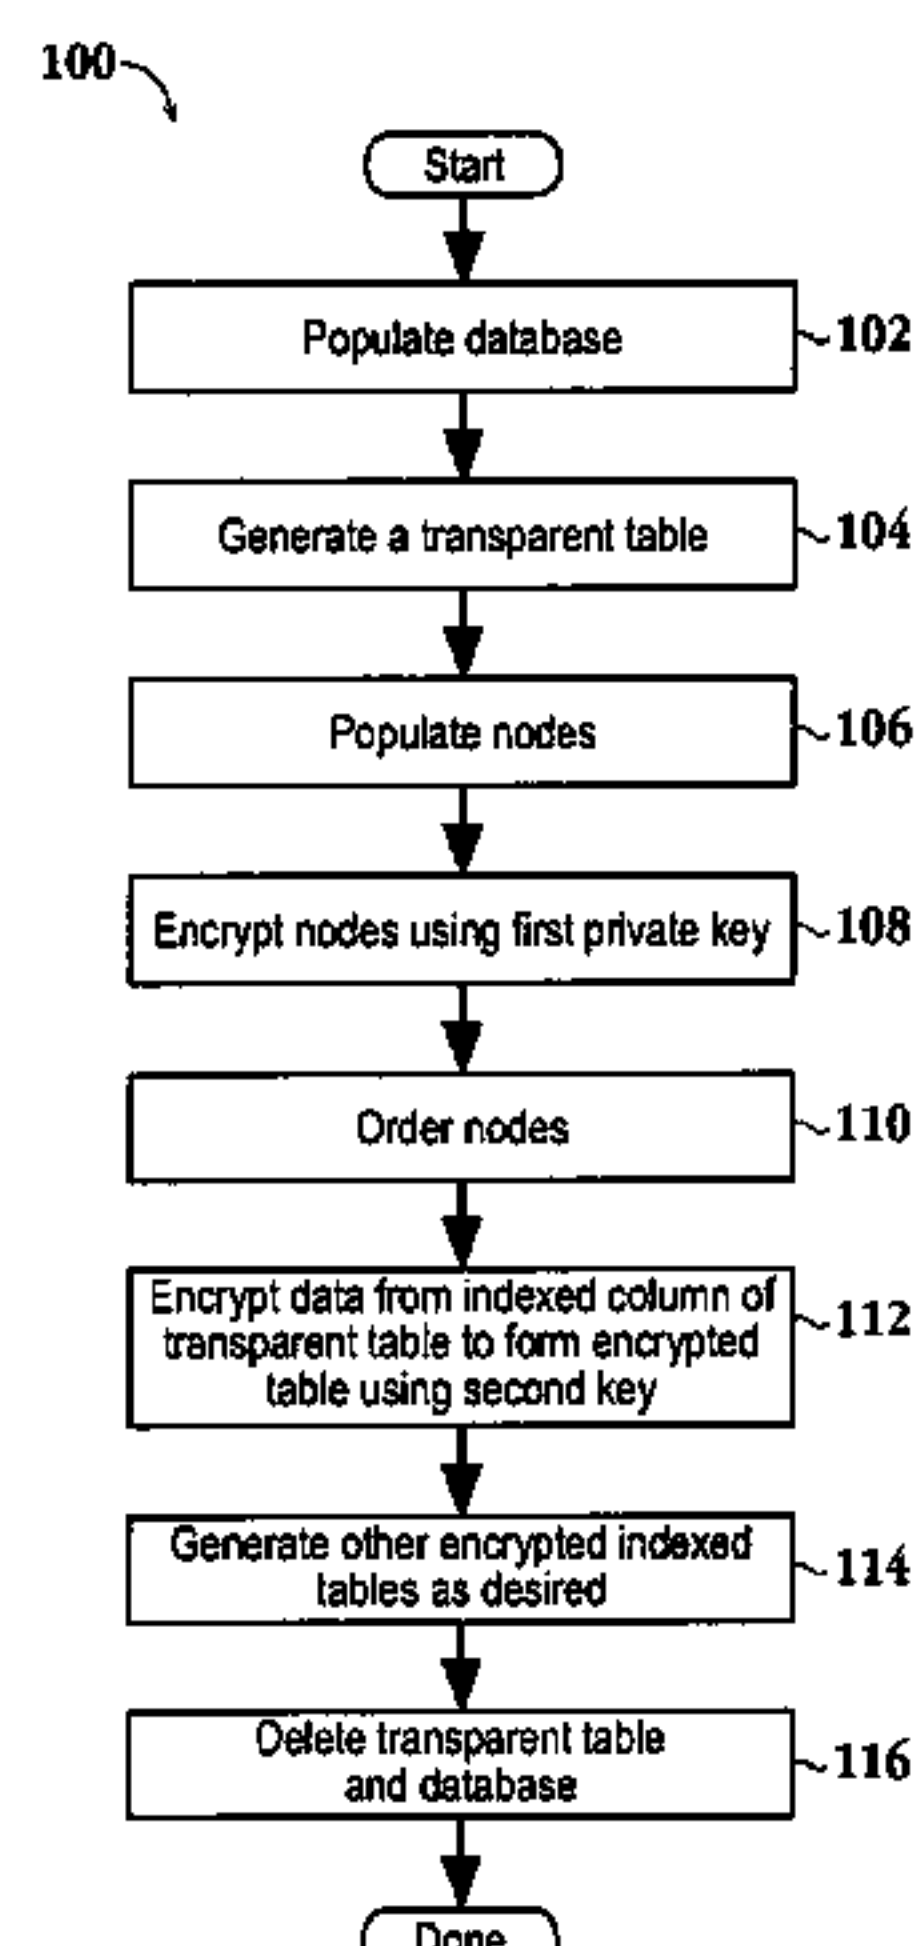 100
Start
Populate database
102
Generate a transparent table
104
Populate nodes
106
Encrypt nodes using first private key
108
Order nodes
110
Encrypt data from indexed column of
transparent table to form encrypted
table using second key
112
Generate other encrypted indexed
tables as desired
114
Delete transparent table
and database
116
Done